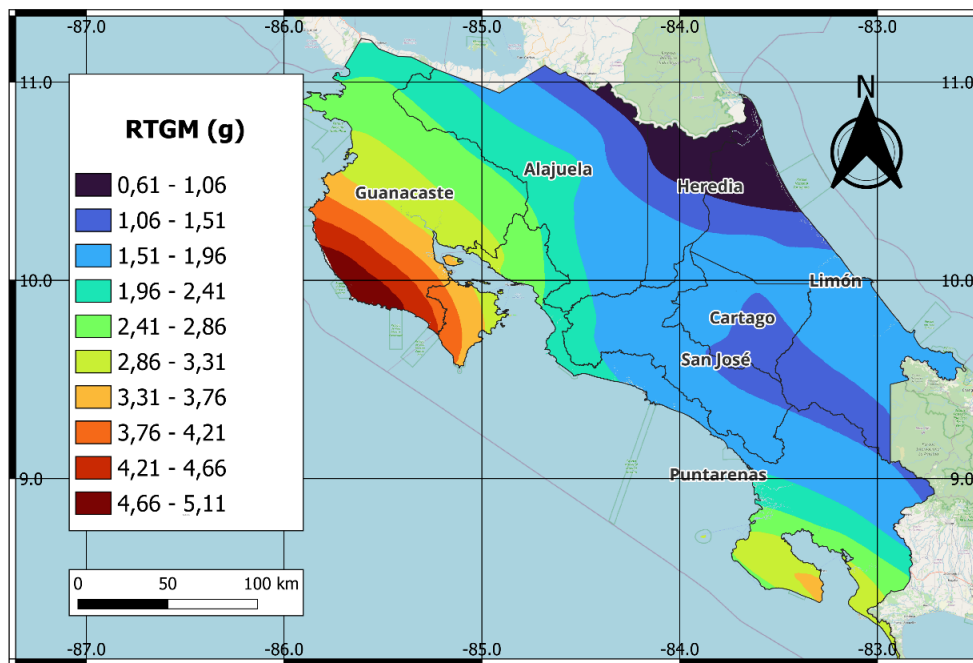 -87.0 -86.0 -85.0 -84.0 -83.0
11.0 11.0
N
RTGM (g)
0,61 - 1,06
1,06 - 1,51
1,51 - 1,96
1,96 - 2,41
2,41 - 2,86
2,86 - 3,31
3,31 - 3,76
3,76 - 4,21
4,21 - 4,66
4,66 - 5,11
Alajuela
Guanacaste
Heredia
10.0 10.0
Limón
Cartago
San José
Puntarenas
9.0 9.0
0 50 100 km
-87.0 -86.0 -85.0 -84.0 -83.0